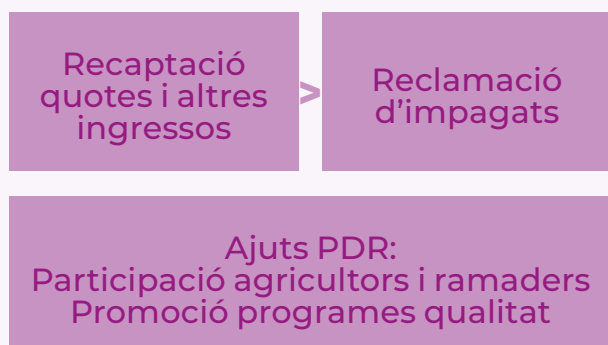 Recaptació
quotes i altres
ingressos
>
Reclamació
d’impagats
Ajuts PDR:
Participació agricultors i ramaders
Promoció programes qualitat